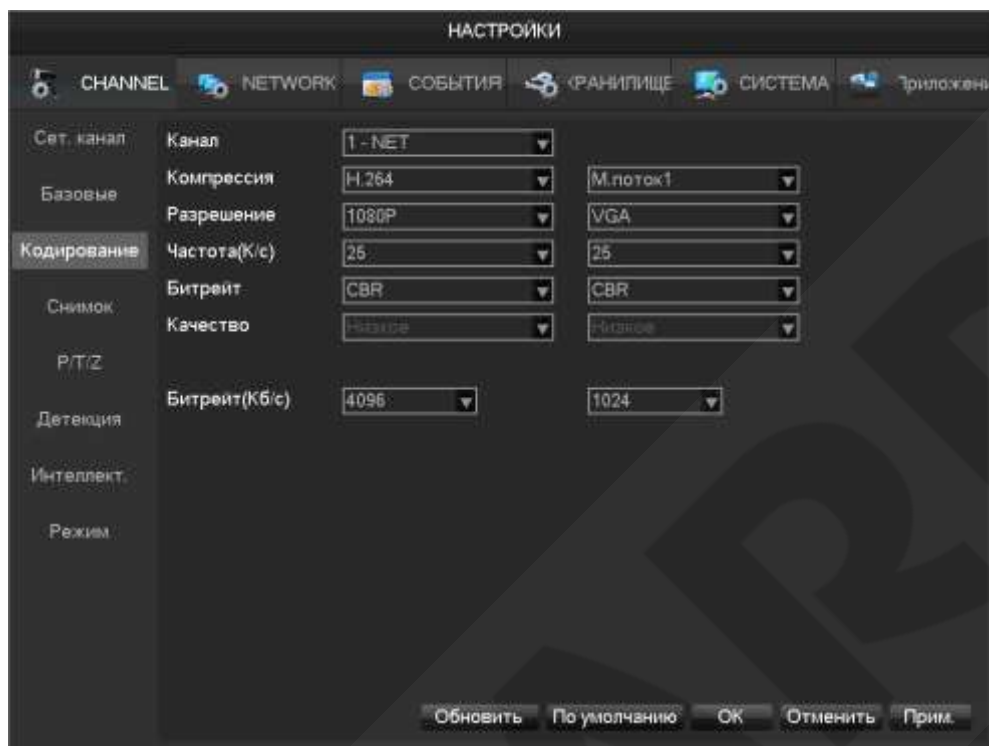 НАСТРОЙКИ
CHANNEL NETWORK СОБЫТИЯ ХРАНИЛИЩЕ СИСТЕМА Приложени
Сет. канал
Базовые
Кодирование
Снимок
P/T/Z
Детекция
Интеллект.
Режим
Канал 1 - NET
Компрессия H.264 М.поток1
Разрешение 1080P VGA
Частота(К/с) 25 25
Битрейт CBR CBR
Качество Низкое Низкое
Битрейт(Кб/с) 4096 1024
Обновить По умолчанию OK Отменить Прим.